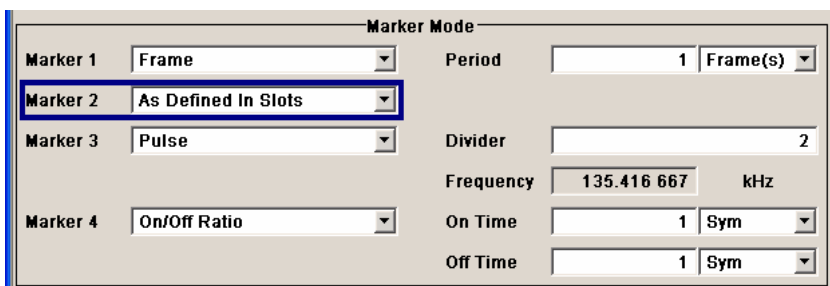 Marker Mode
Marker 1 Frame Period 1 Frame(s)
Marker 2 As Defined In Slots
Marker 3 Pulse Divider 2
Frequency 135.416 667 kHz
Marker 4 On/Off Ratio On Time 1 Sym
Off Time 1 Sym